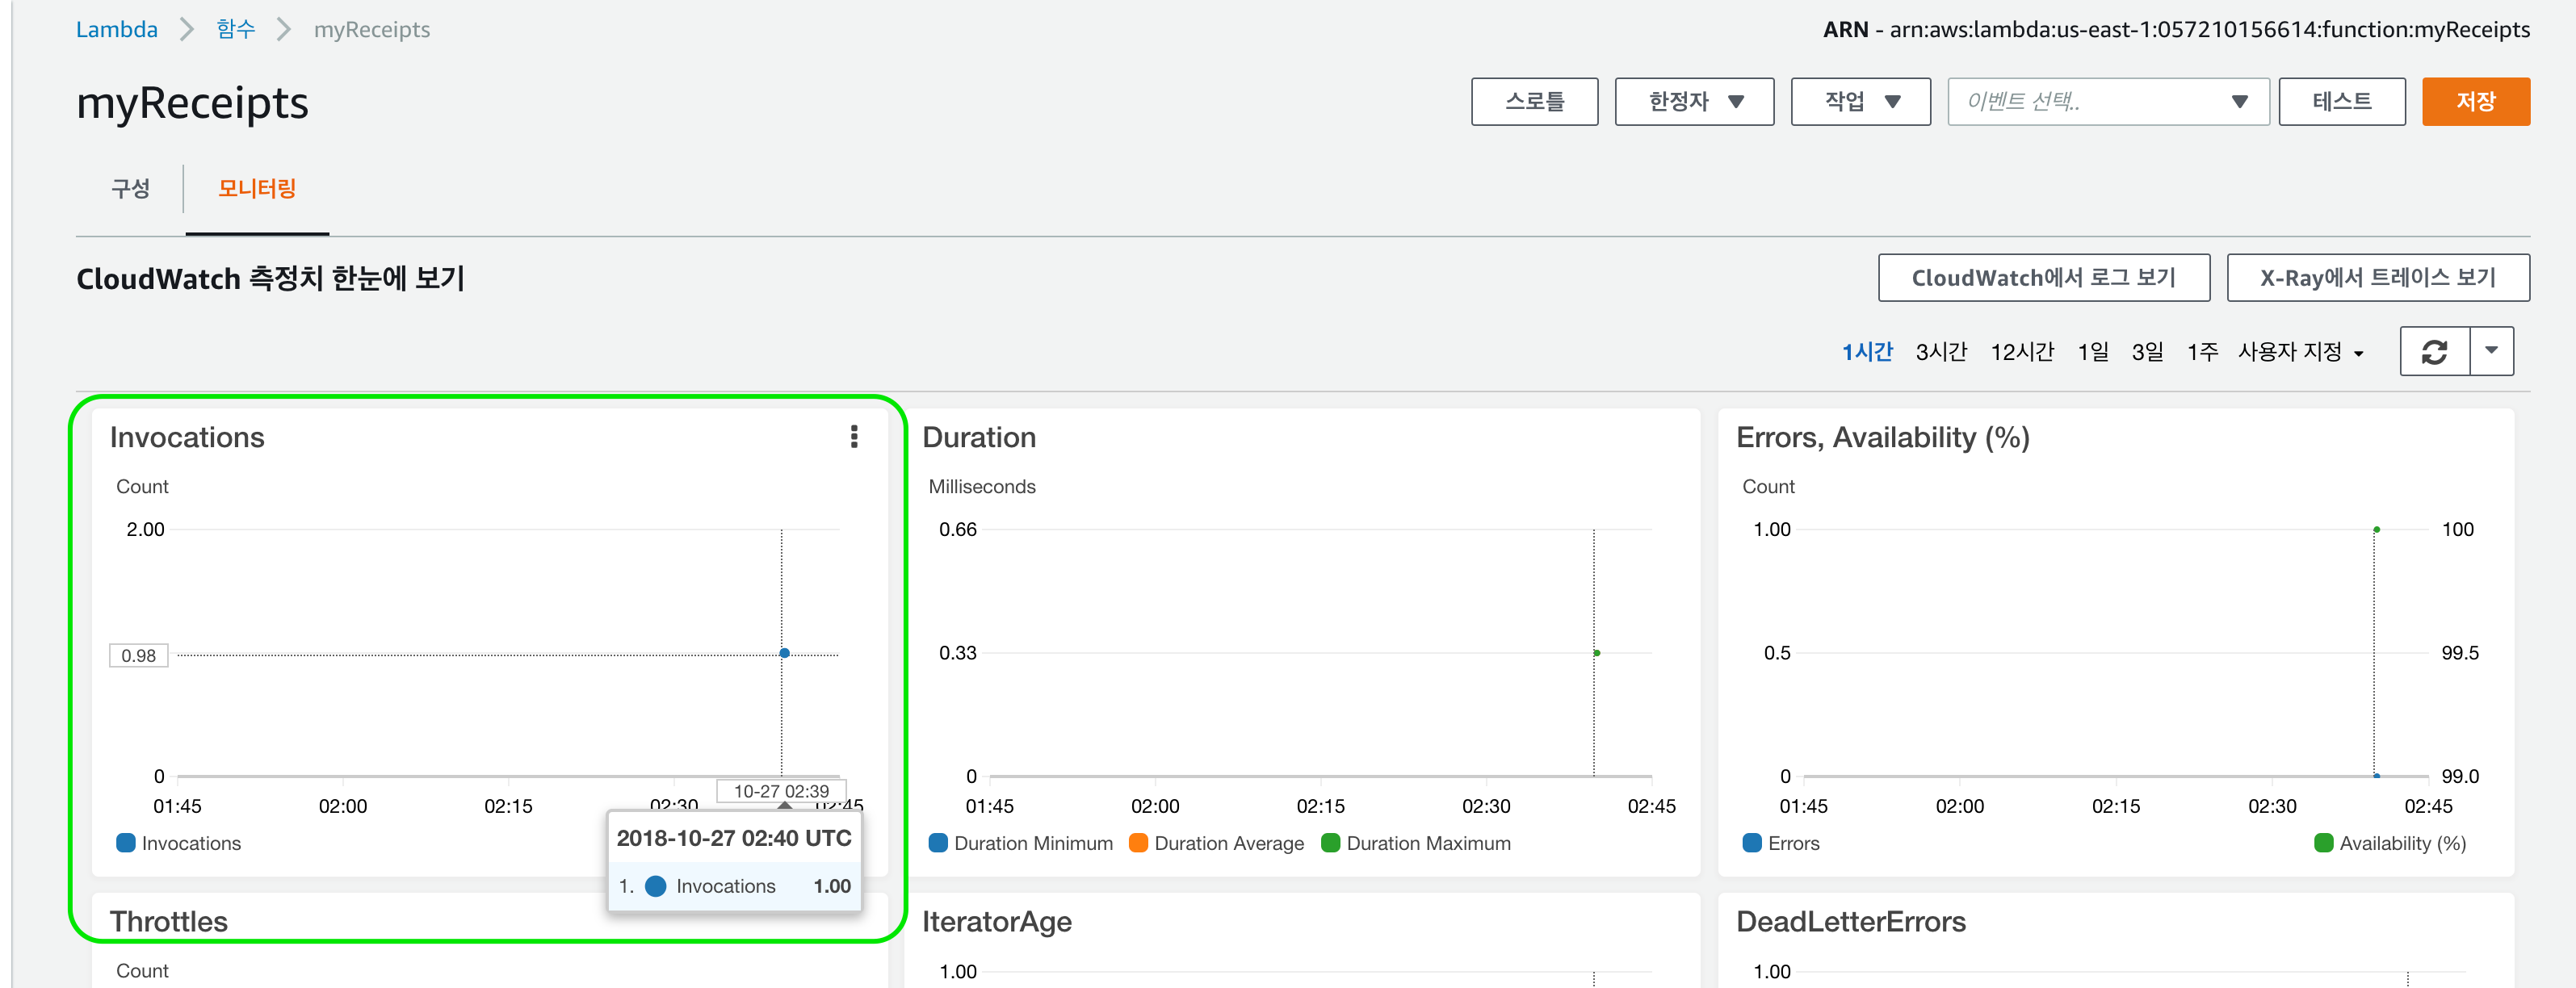 Lambda 함수 myReceipts
ARN - arn:aws:lambda:us-east-1:057210156614:function:myReceipts
myReceipts
스로틀 한정자 작업 이벤트 선택.. 테스트 저장
구성 모니터링
CloudWatch 측정치 한눈에 보기
CloudWatch에서 로그 보기 X-Ray에서 트레이스 보기
1시간 3시간 12시간 1일 3일 1주 사용자 지정
Invocations
Count
2.00
0.98
0
01:45 02:00 02:15 02:30 02:45
10-27 02:39
Invocations
2018-10-27 02:40 UTC
1. Invocations 1.00
Duration
Milliseconds
0.66
0.33
0
01:45 02:00 02:15 02:30 02:45
Duration Minimum Duration Average Duration Maximum
Errors, Availability (%)
Count
1.00 100
0.5 99.5
0 99.0
01:45 02:00 02:15 02:30 02:45
Errors Availability (%)
Throttles
Count
IteratorAge
1.00
DeadLetterErrors
1.00